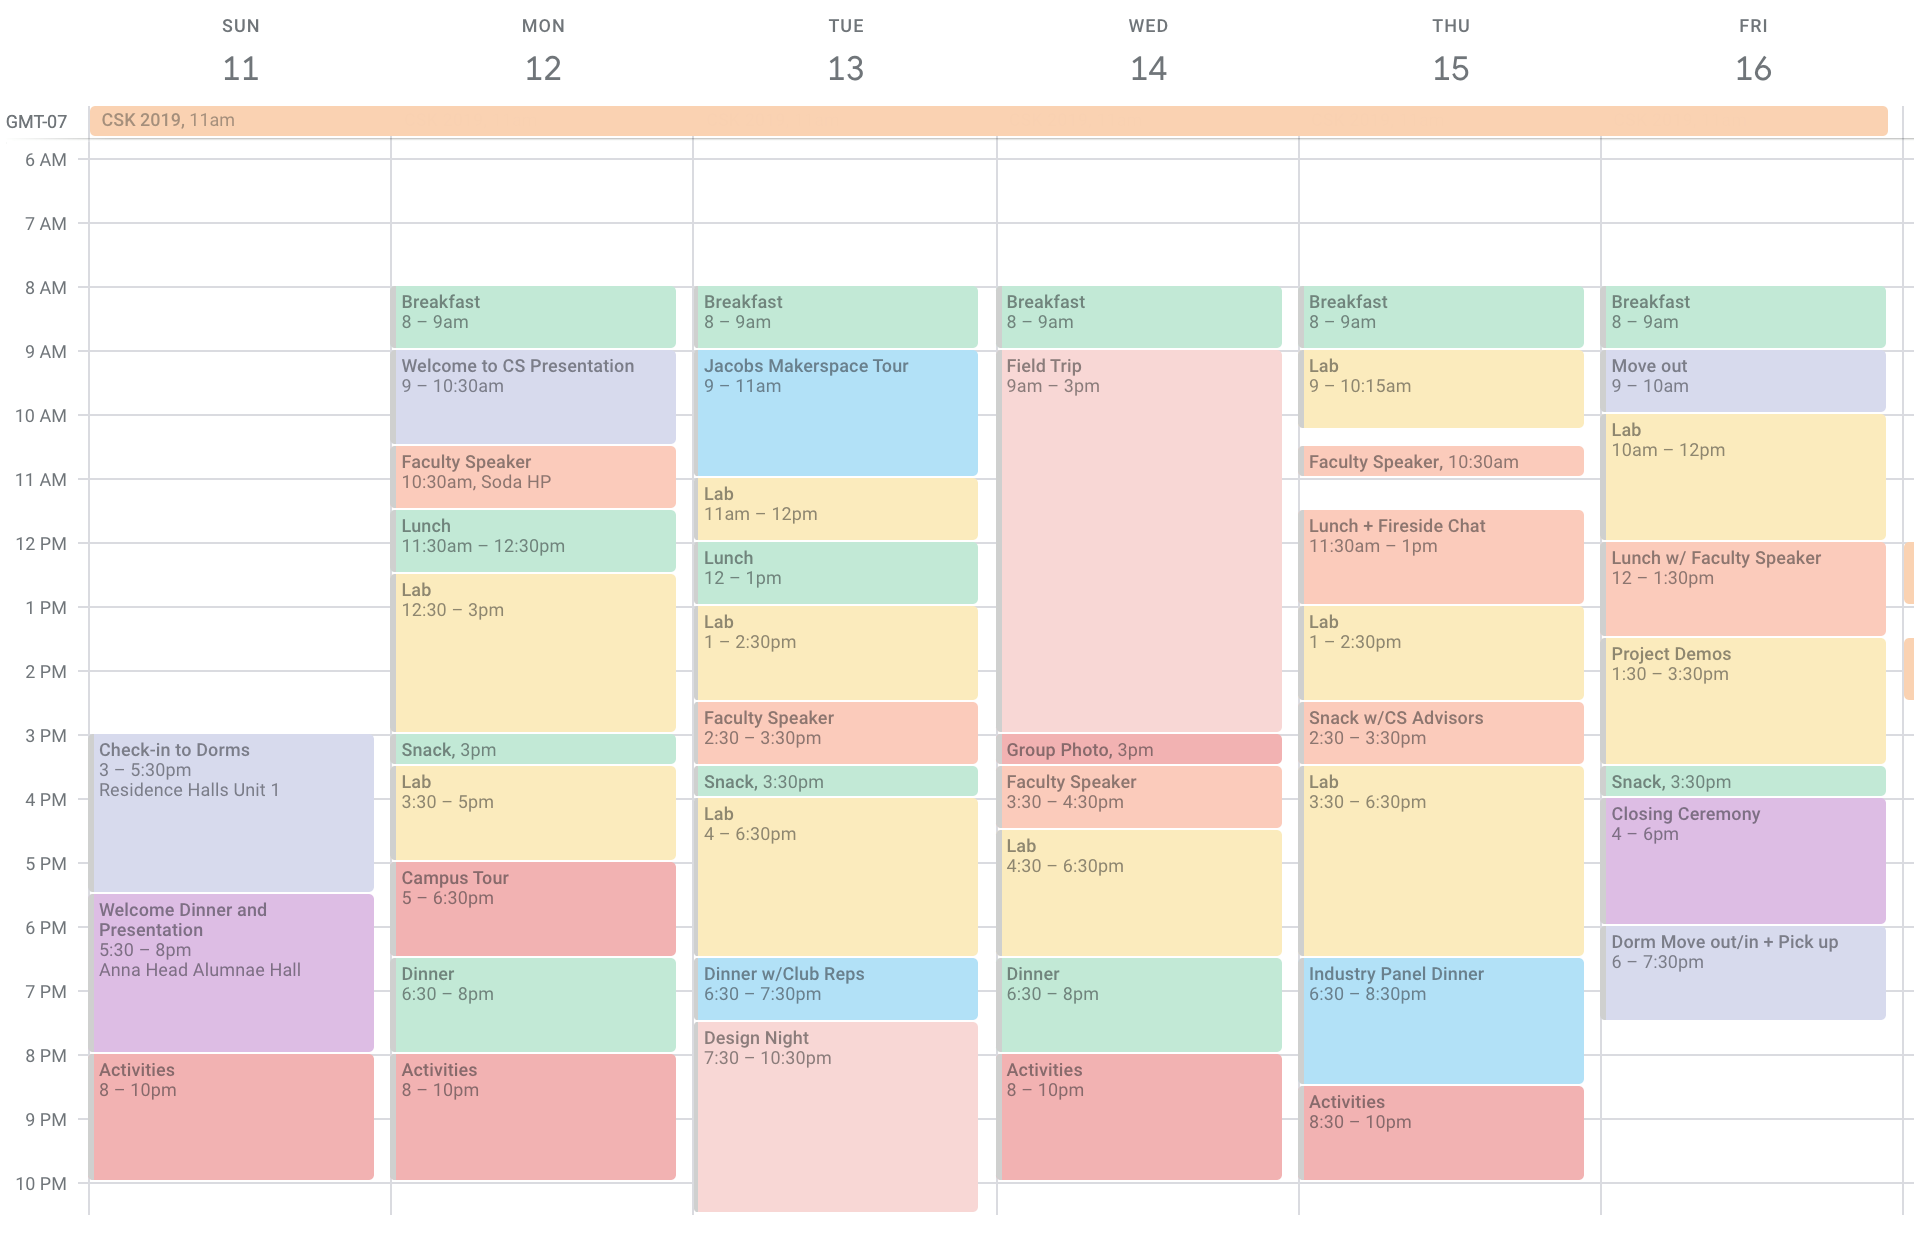 SUN
MON
TUE
WED
THU
FRI
11
12
13
14
15
16
GMT-07
CSK 2019, 11am
6 AM
7 AM
8 AM
9 AM
10 AM
11 AM
12 PM
1 PM
2 PM
3 PM
4 PM
5 PM
6 PM
7 PM
8 PM
9 PM
10 PM
Check-in to Dorms
3 – 5:30pm
Residence Halls Unit 1
Welcome Dinner and
Presentation
5:30 – 8pm
Anna Head Alumnae Hall
Activities
8 – 10pm
Breakfast
8 – 9am
Welcome to CS Presentation
9 – 10:30am
Faculty Speaker
10:30am, Soda HP
Lunch
11:30am – 12:30pm
Lab
12:30 – 3pm
Snack, 3pm
Lab
3:30 – 5pm
Campus Tour
5 – 6:30pm
Dinner
6:30 – 8pm
Activities
8 – 10pm
Breakfast
8 – 9am
Jacobs Makerspace Tour
9 – 11am
Lab
11am – 12pm
Lunch
12 – 1pm
Lab
1 – 2:30pm
Faculty Speaker
2:30 – 3:30pm
Snack, 3:30pm
Lab
4 – 6:30pm
Dinner w/Club Reps
6:30 – 7:30pm
Design Night
7:30 – 10:30pm
Breakfast
8 – 9am
Field Trip
9am – 3pm
Group Photo, 3pm
Faculty Speaker
3:30 – 4:30pm
Lab
4:30 – 6:30pm
Dinner
6:30 – 8pm
Activities
8 – 10pm
Breakfast
8 – 9am
Lab
9 – 10:15am
Faculty Speaker, 10:30am
Lunch + Fireside Chat
11:30am – 1pm
Lab
1 – 2:30pm
Snack w/CS Advisors
2:30 – 3:30pm
Lab
3:30 – 6:30pm
Industry Panel Dinner
6:30 – 8:30pm
Activities
8:30 – 10pm
Breakfast
8 – 9am
Move out
9 – 10am
Lab
10am – 12pm
Lunch w/ Faculty Speaker
12 – 1:30pm
Project Demos
1:30 – 3:30pm
Snack, 3:30pm
Closing Ceremony
4 – 6pm
Dorm Move out/in + Pick up
6 – 7:30pm